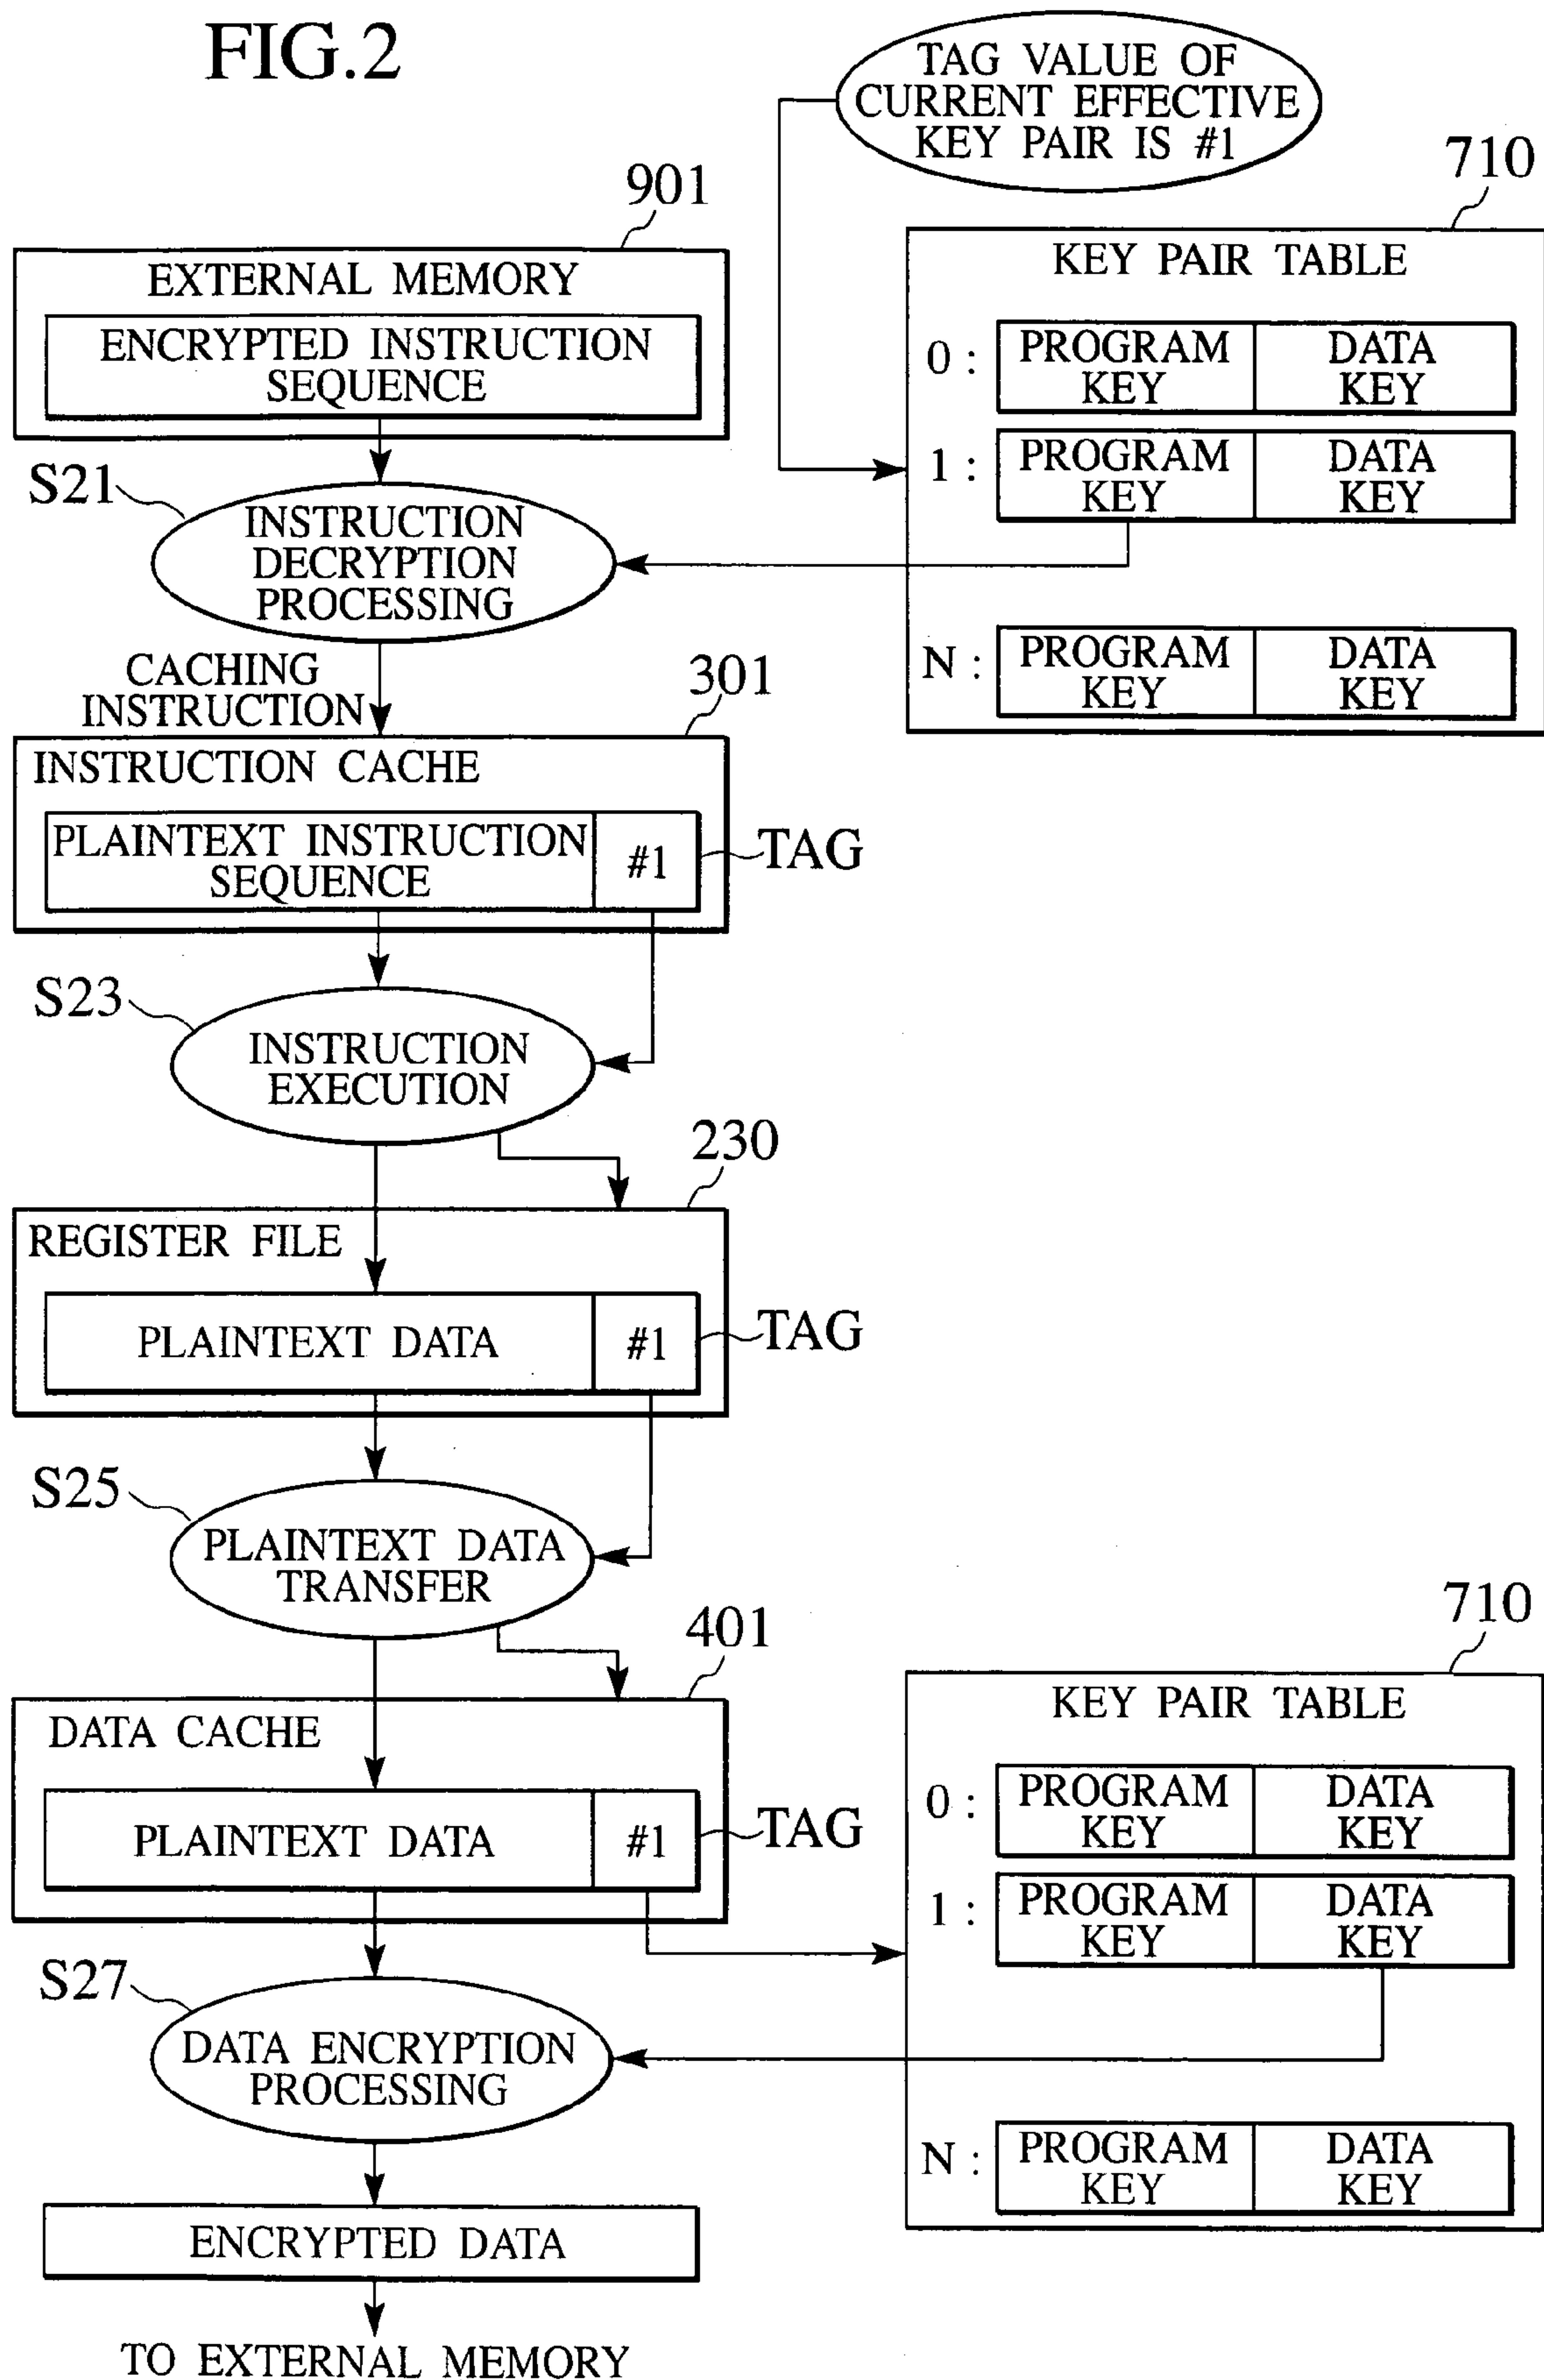 FIG.2
TAG VALUE OF
CURRENT EFFECTIVE
KEY PAIR IS #1
901
710
EXTERNAL MEMORY
ENCRYPTED INSTRUCTION
SEQUENCE
KEY PAIR TABLE
0 :
PROGRAM
KEY
DATA
KEY
1 :
PROGRAM
KEY
DATA
KEY
N :
PROGRAM
KEY
DATA
KEY
S21
INSTRUCTION
DECRYPTION
PROCESSING
CACHING
INSTRUCTION
301
INSTRUCTION CACHE
PLAINTEXT INSTRUCTION
SEQUENCE
#1
TAG
S23
INSTRUCTION
EXECUTION
230
REGISTER FILE
PLAINTEXT DATA
#1
TAG
S25
PLAINTEXT DATA
TRANSFER
401
DATA CACHE
PLAINTEXT DATA
#1
TAG
710
KEY PAIR TABLE
0 :
PROGRAM
KEY
DATA
KEY
1 :
PROGRAM
KEY
DATA
KEY
N :
PROGRAM
KEY
DATA
KEY
S27
DATA ENCRYPTION
PROCESSING
ENCRYPTED DATA
TO EXTERNAL MEMORY